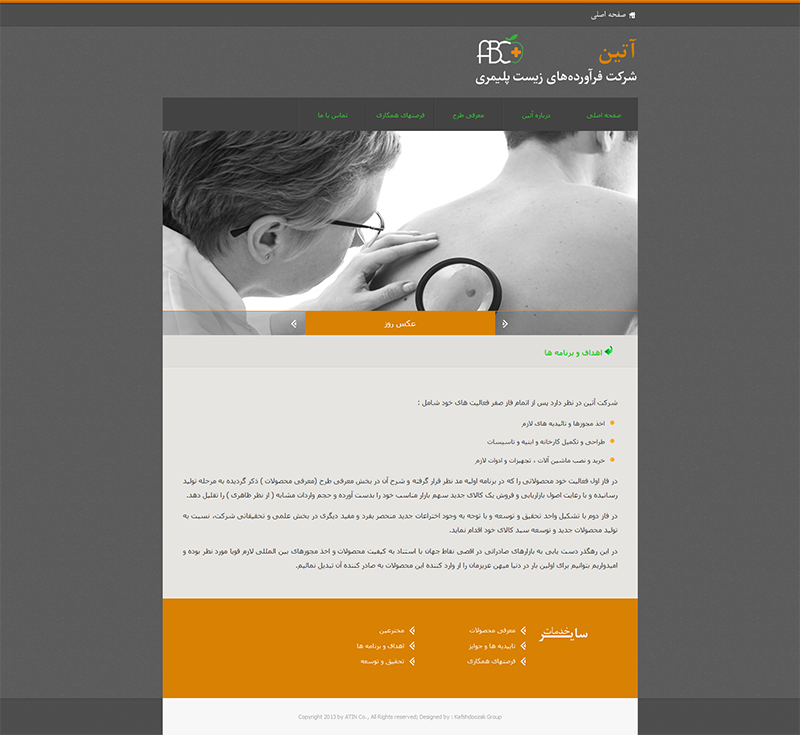 صفحه اصلی
آتین
ABC+
شرکت فرآورده‌های زیست پلیمری
صفحه اصلی
درباره آتین
معرفی طرح
فرصتهای همکاری
تماس با ما
عکس روز
اهداف و برنامه ها
شرکت آتین در نظر دارد پس از اتمام فاز صفر فعالیت های خود شامل :
اخذ مجوزها و تائیدیه های لازم
طراحی و تکمیل کارخانه و ابنیه و تاسیسات
خرید و نصب ماشین آلات ، تجهیزات و ادوات لازم
در فاز اول فعالیت خود محصولاتی را که در برنامه اولیه مد نظر قرار گرفته و شرح آن در بخش معرفی طرح (معرفی محصولات ) ذکر گردیده به مرحله تولید
رسانیده و با رعایت اصول بازاریابی و فروش یک کالای جدید سهم بازار مناسب خود را بدست آورده و حجم واردات مشابه ( از نظر ظاهری ) را تقلیل دهد.
در فاز دوم با تشکیل واحد تحقیق و توسعه و با توجه به وجود اختراعات جدید منحصر بفرد و مفید دیگری در بخش علمی و تحقیقاتی شرکت، نسبت به
تولید محصولات جدید و توسعه سبد کالای خود اقدام نماید.
در این رهگذر دست یابی به بازارهای صادراتی در اقصی نقاط جهان با استناد به کیفیت محصولات و اخذ مجوزهای بین المللی لازم قویا مورد نظر بوده و
امیدواریم بتوانیم برای اولین بار در دنیا میهن عزیزمان را از وارد کننده این محصولات به صادر کننده آن تبدیل نمائیم.
سایر خدمات
معرفی محصولات
تاییدیه ها و جوایز
فرصتهای همکاری
مخترعین
اهداف و برنامه ها
تحقیق و توسعه
Copyright 2013 by ATIN Co., All Rights reserved; Designed by : Kafshdoozak Group